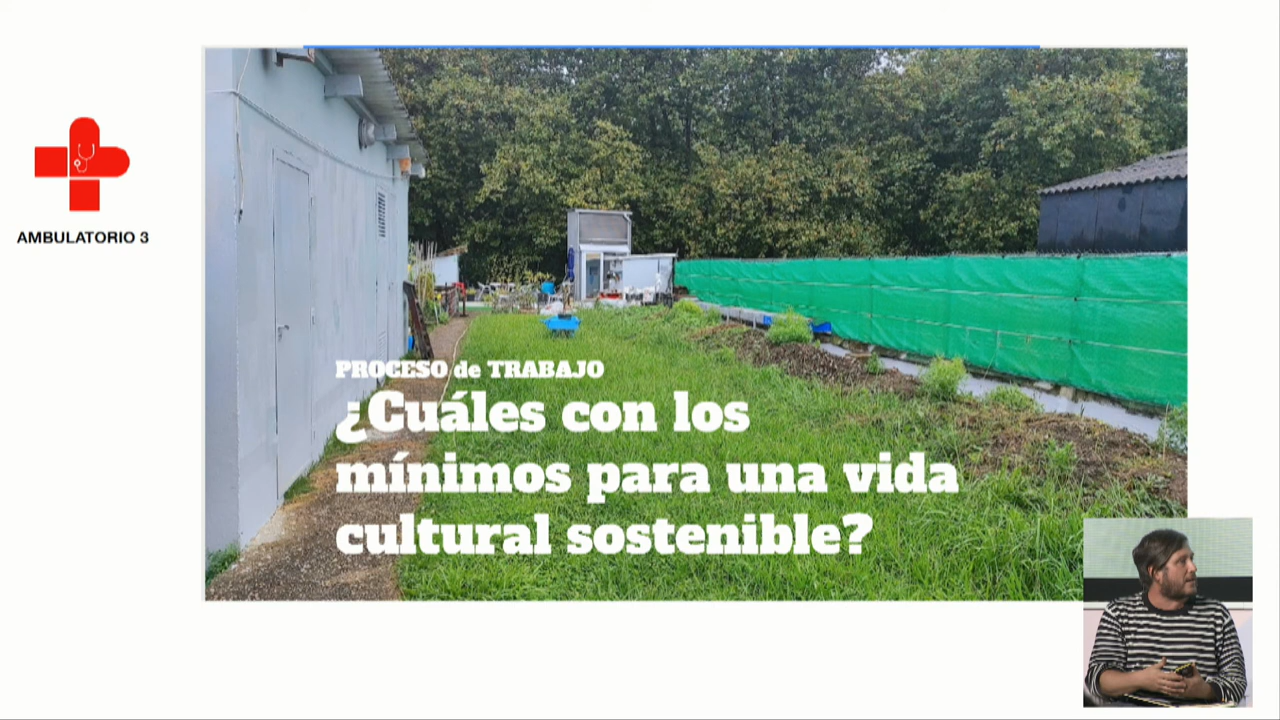 AMBULATORIO 3
PROCESO de TRABAJO
¿Cuáles con los
mínimos para una vida
cultural sostenible?